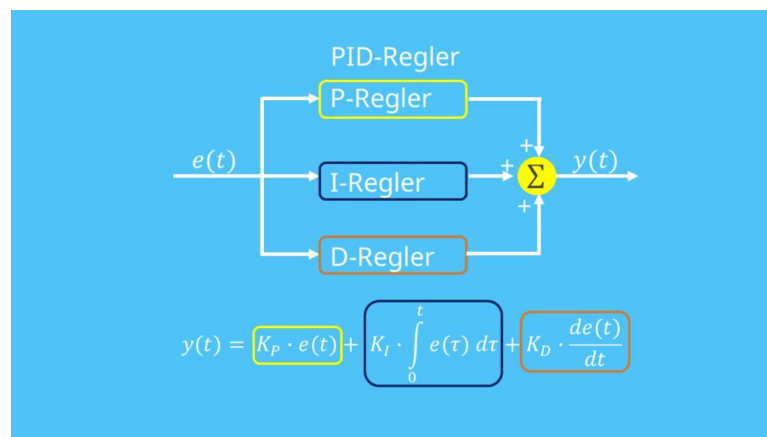 PID-Regler
P-Regler
+
e(t)
+
Σ
y(t)
I-Regler
+
D-Regler
y(t) = K_P · e(t) + K_I · ∫_0^t e(τ) dτ + K_D · de(t)/dt